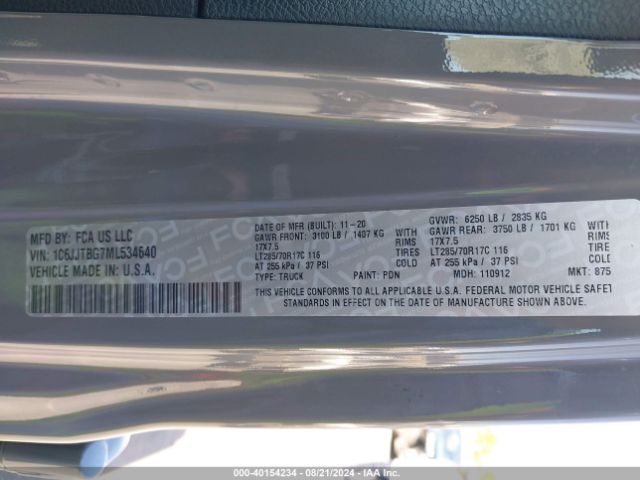 MFD BY: FCA US LLC
VIN: 1C6JJTBG7ML534640
VEHICLE MADE IN U.S.A.
DATE OF MFR (BUILT): 11-20
GAWR FRONT: 3100 LB / 1407 KG
17X7.5 RIMS
LT285/70R17C 116 TIRES
AT 255 kPa / 37 PSI COLD
TYPE: TRUCK PAINT: PDN
GVWR: 6250 LB / 2835 KG
GAWR REAR: 3750 LB / 1701 KG
17X7.5 RIMS
LT285/70R17C 116 TIRES
AT 255 kPa / 37 PSI COLD
MDH: 110912 MKT: 875
THIS VEHICLE CONFORMS TO ALL APPLICABLE U.S.A. FEDERAL MOTOR VEHICLE SAFET
STANDARDS IN EFFECT ON THE DATE OF MANUFACTURE SHOWN ABOVE.
000-40154234 - 08/21/2024 - IAA